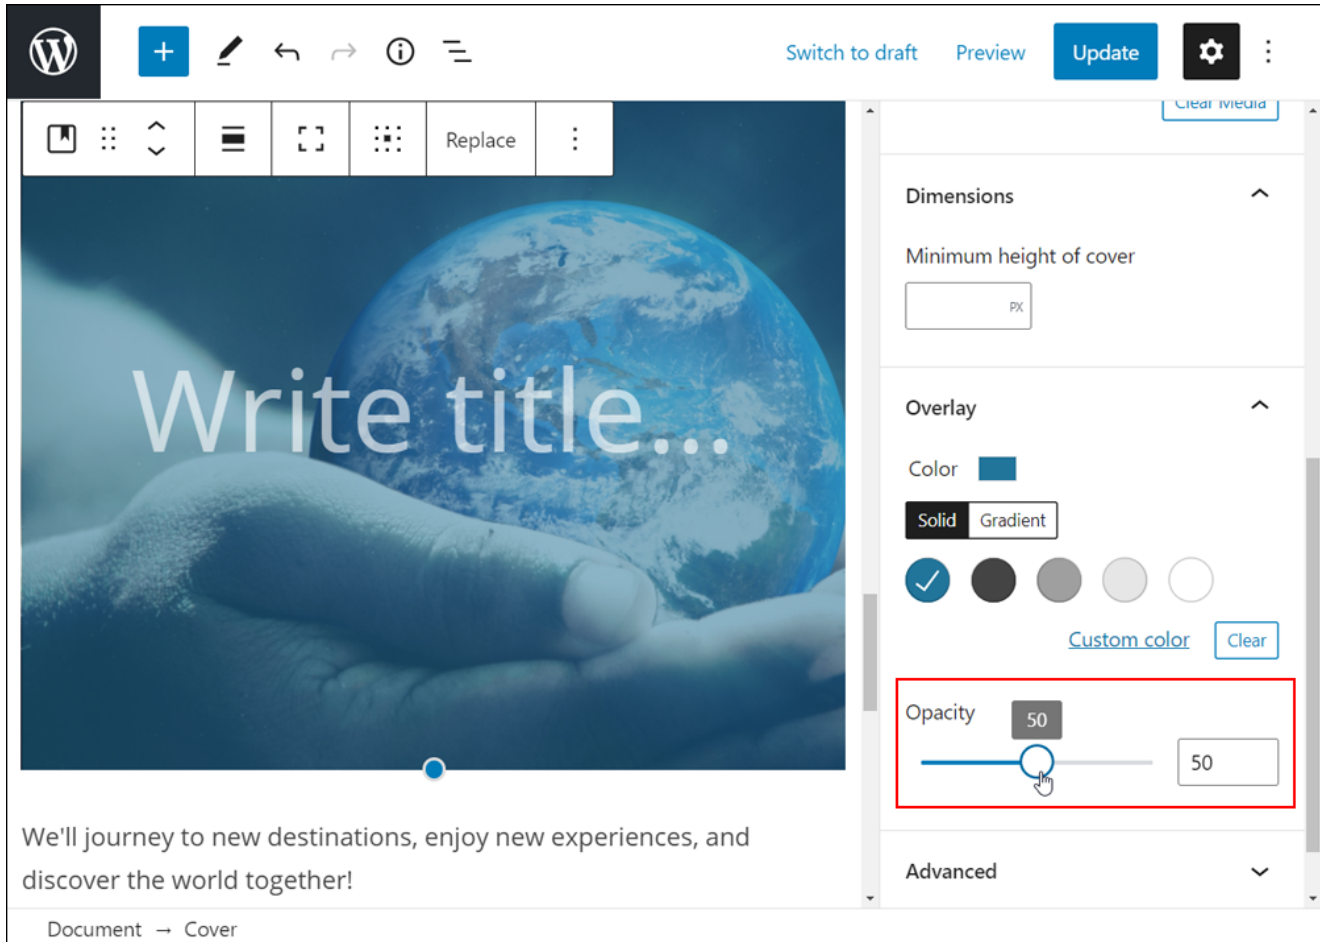 Switch to draft Preview Update
Replace
Clear Media
Dimensions
Minimum height of cover
PX
Write title...
Overlay
Color
Solid Gradient
Custom color Clear
Opacity 50
50
We'll journey to new destinations, enjoy new experiences, and
discover the world together!
Advanced
Document → Cover